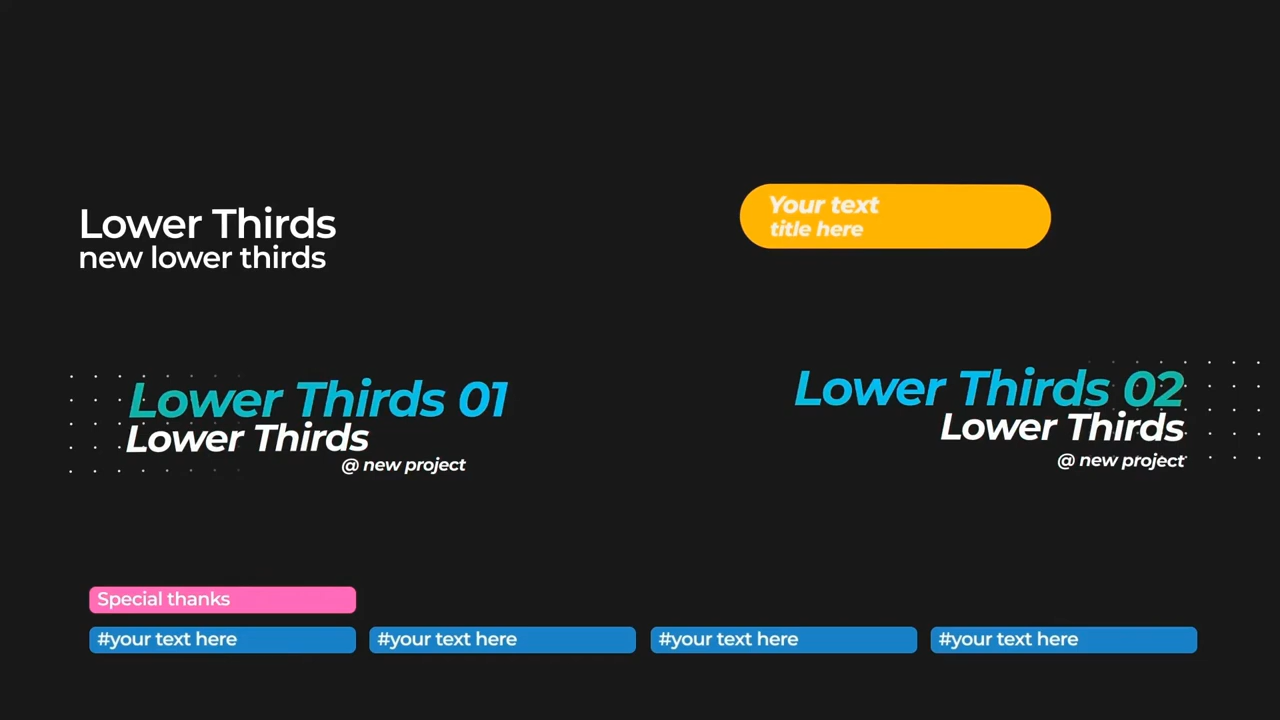 Lower Thirds
new lower thirds
Your text
title here
Lower Thirds 01
Lower Thirds
@ new project
Lower Thirds 02
Lower Thirds
@ new project
Special thanks
#your text here
#your text here
#your text here
#your text here